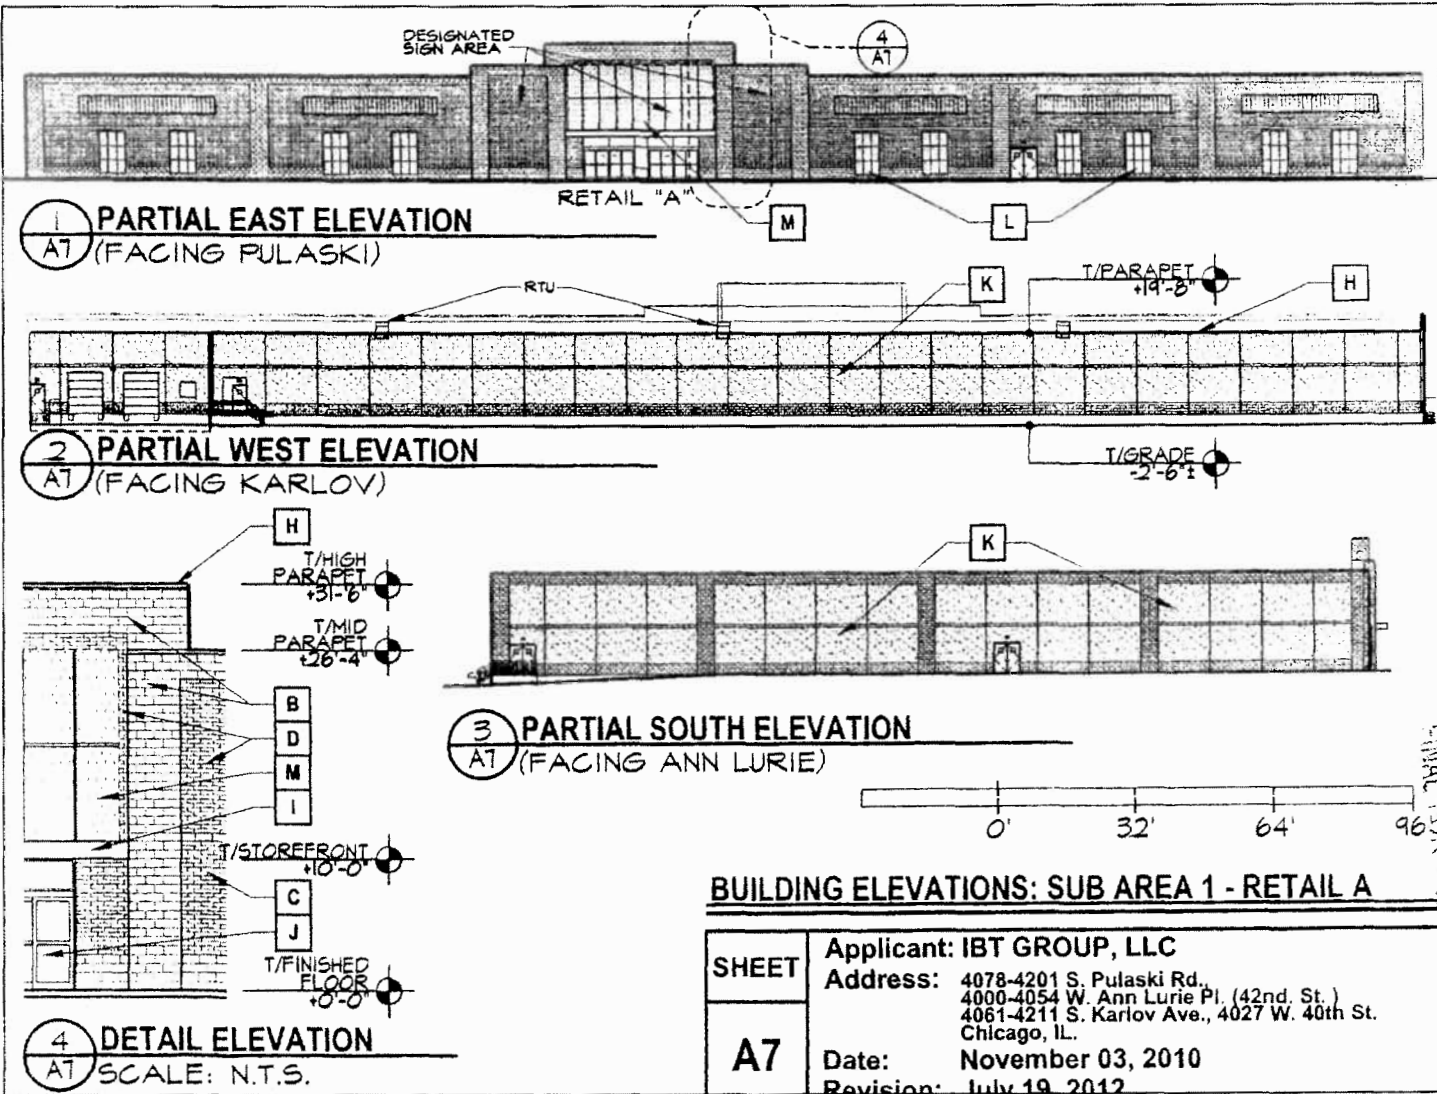 DESIGNATED
SIGN AREA
4
A7
RETAIL "A"
M
L
1
A7
PARTIAL EAST ELEVATION
(FACING PULASKI)
RTU
K
T/PARAPET
+19'-8"
H
2
A7
PARTIAL WEST ELEVATION
(FACING KARLOV)
T/GRADE
-2'-6"±
H
T/HIGH
PARAPET
+31'-6"
T/MID
PARAPET
+26'-4"
B
D
M
I
T/STOREFRONT
+10'-0"
C
J
T/FINISHED
FLOOR
+0'-0"
4
A7
DETAIL ELEVATION
SCALE: N.T.S.
K
3
A7
PARTIAL SOUTH ELEVATION
(FACING ANN LURIE)
0' 32' 64' 96'
BUILDING ELEVATIONS: SUB AREA 1 - RETAIL A
SHEET
A7
Applicant: IBT GROUP, LLC
Address: 4078-4201 S. Pulaski Rd.,
4000-4054 W. Ann Lurie Pl. (42nd. St.)
4061-4211 S. Karlov Ave., 4027 W. 40th St.
Chicago, IL.
Date: November 03, 2010
Revision: July 19, 2012